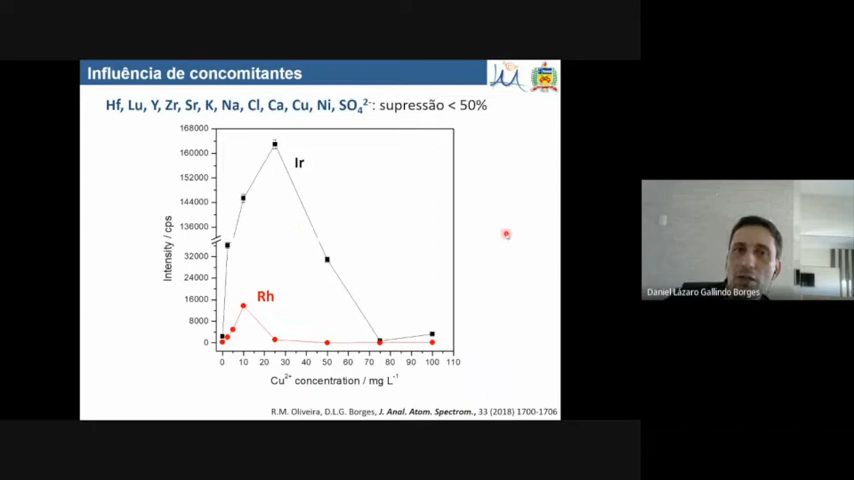 Influência de concomitantes
Hf, Lu, Y, Zr, Sr, K, Na, Cl, Ca, Cu, Ni, SO₄²⁻: supressão < 50%
168000
160000
152000
144000
136000
32000
24000
16000
8000
0
Intensity / cps
Ir
Rh
0 10 20 30 40 50 60 70 80 90 100 110
Cu²⁺ concentration / mg L⁻¹
R.M. Oliveira, D.L.G. Borges, J. Anal. Atom. Spectrom., 33 (2018) 1700-1706
Daniel Lázaro Gallindo Borges